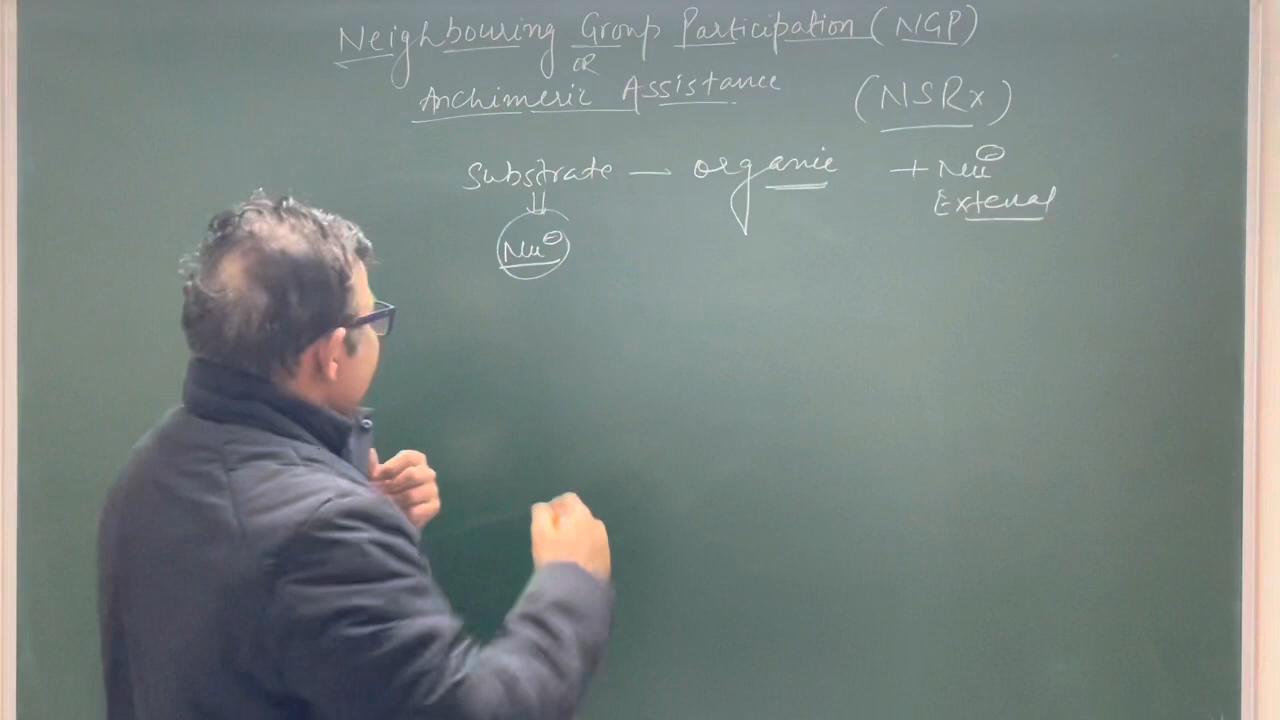 Neighbouring Group Participation (NGP)
OR
Anchimeric Assistance (NSRx)
Substrate — organic + Nu⊖
External
⇓
Nu⊖